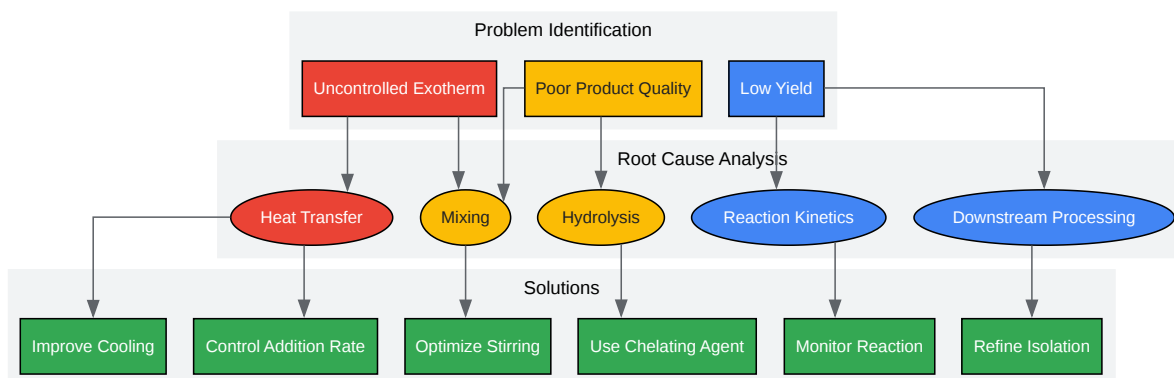 Problem Identification
Uncontrolled Exotherm
Poor Product Quality
Low Yield
Root Cause Analysis
Heat Transfer
Mixing
Hydrolysis
Reaction Kinetics
Downstream Processing
Solutions
Improve Cooling
Control Addition Rate
Optimize Stirring
Use Chelating Agent
Monitor Reaction
Refine Isolation